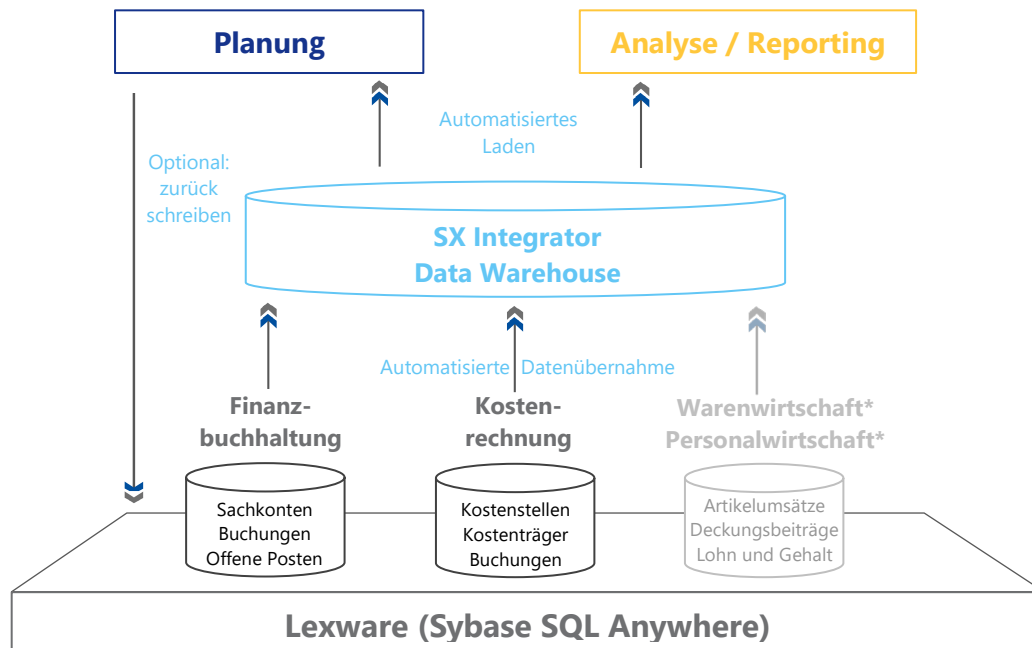 Planung
Analyse / Reporting
Automatisiertes
Laden
Optional:
zurück
schreiben
SX Integrator
Data Warehouse
Automatisierte Datenübernahme
Finanz-
buchhaltung
Kosten-
rechnung
Warenwirtschaft*
Personalwirtschaft*
Sachkonten
Buchungen
Offene Posten
Kostenstellen
Kostenträger
Buchungen
Artikelumsätze
Deckungsbeiträge
Lohn und Gehalt
Lexware (Sybase SQL Anywhere)